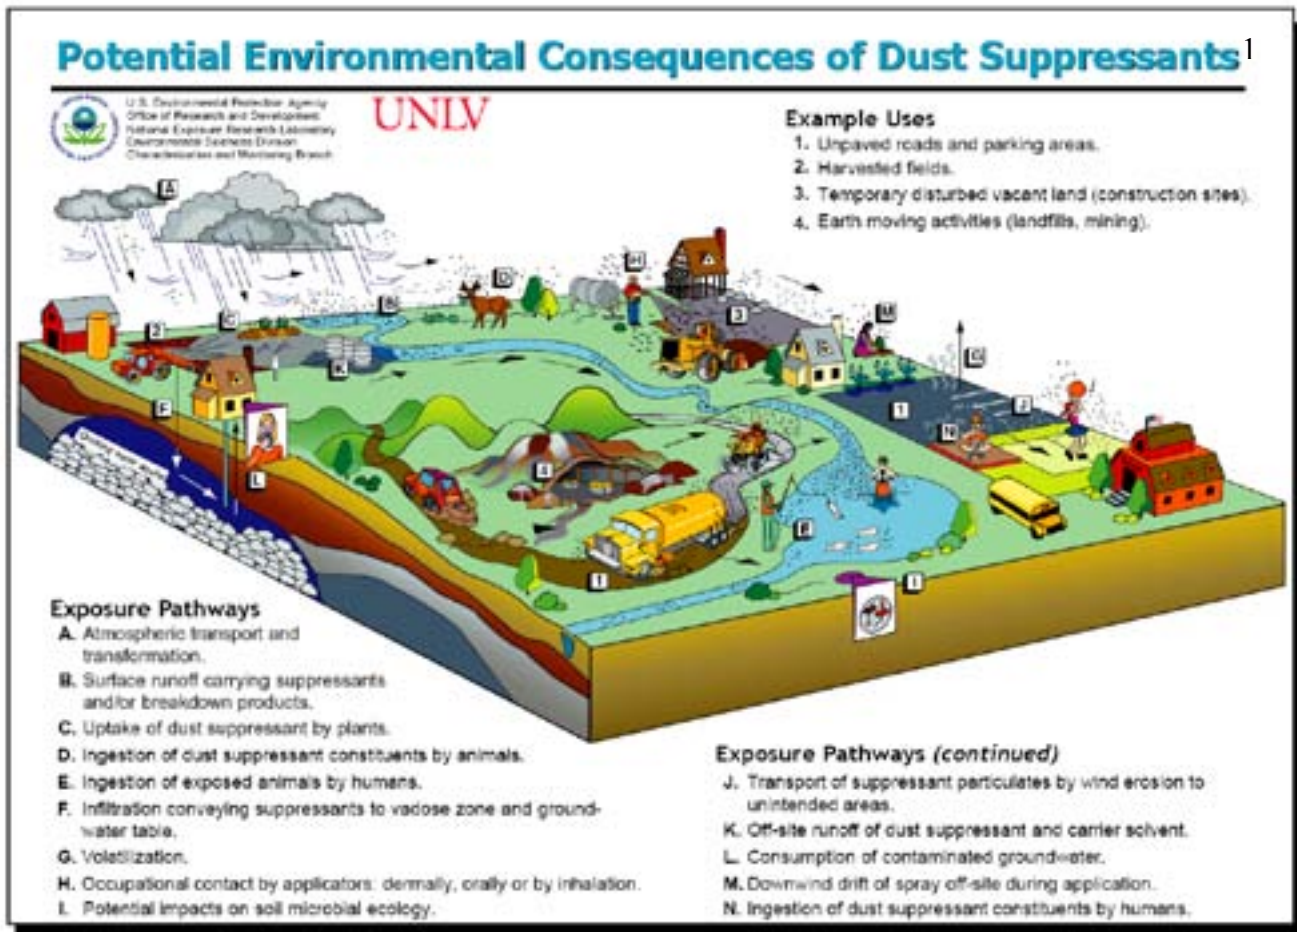 Potential Environmental Consequences of Dust Suppressants1
U.S. Environmental Protection Agency
Office of Research and Development
National Exposure Research Laboratory
Environmental Sciences Division
Characterization and Monitoring Branch
UNLV
Example Uses
1. Unpaved roads and parking areas.
2. Harvested fields.
3. Temporary disturbed vacant land (construction sites).
4. Earth moving activities (landfills, mining).
A
H
D
B
M
C
3
2
G
K
F
1
J
N
L
4
E
1
I
Exposure Pathways
A. Atmospheric transport and
transformation.
B. Surface runoff carrying suppressants
and/or breakdown products.
C. Uptake of dust suppressant by plants.
D. Ingestion of dust suppressant constituents by animals.
E. Ingestion of exposed animals by humans.
F. Infiltration conveying suppressants to vadose zone and ground-
water table.
G. Volatilization.
H. Occupational contact by applicators: dermally, orally or by inhalation.
I. Potential impacts on soil microbial ecology.
Exposure Pathways (continued)
J. Transport of suppressant particulates by wind erosion to
unintended areas.
K. Off-site runoff of dust suppressant and carrier solvent.
L. Consumption of contaminated groundwater.
M. Downwind drift of spray off-site during application.
N. Ingestion of dust suppressant constituents by humans.